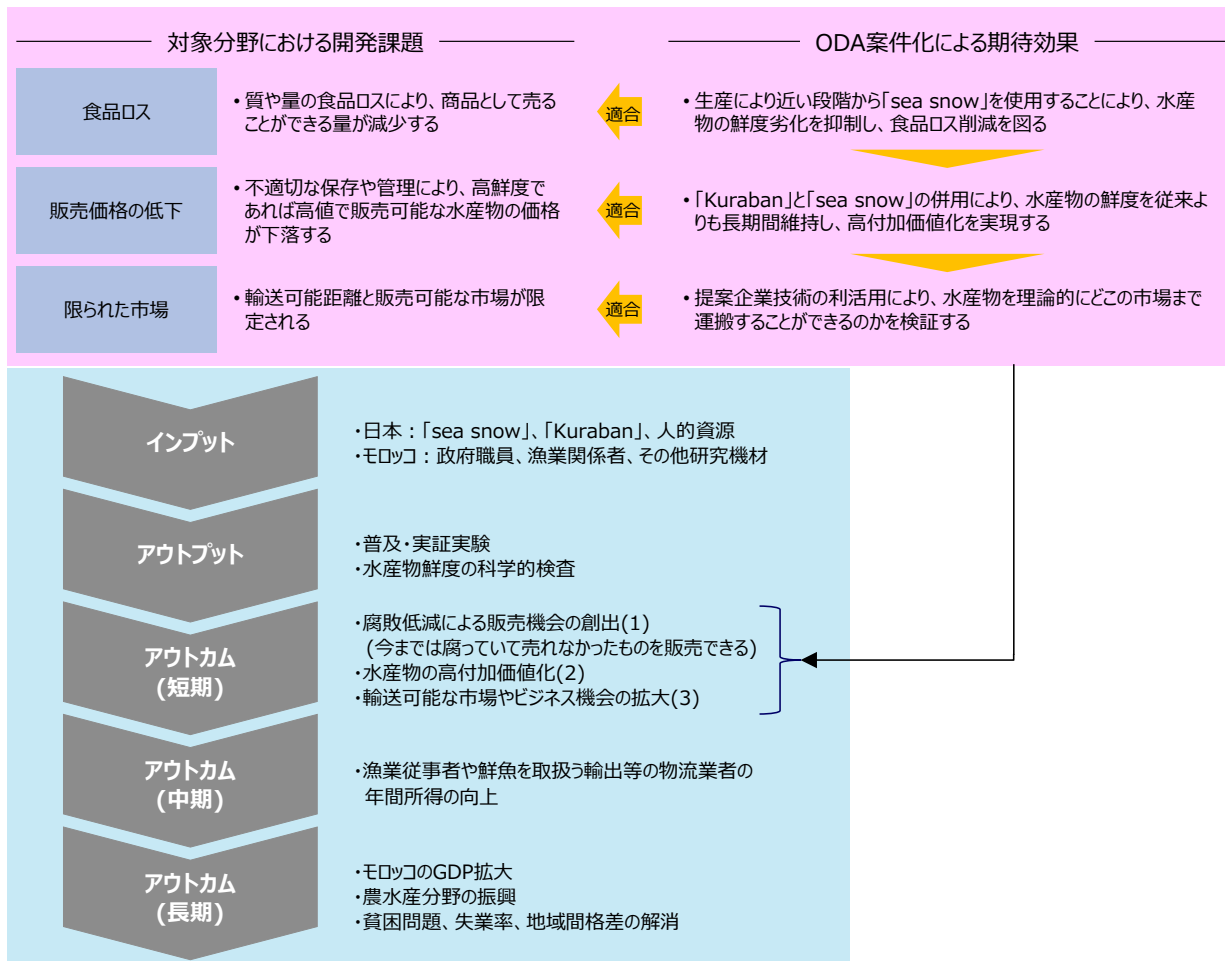 対象分野における開発課題
ODA案件化による期待効果
食品ロス
• 質や量の食品ロスにより、商品として売る
ことができる量が減少する
適合
• 生産により近い段階から「sea snow」を使用することにより、水産
物の鮮度劣化を抑制し、食品ロス削減を図る
販売価格の低下
• 不適切な保存や管理により、高鮮度で
あれば高値で販売可能な水産物の価格
が下落する
適合
• 「Kuraban」と「sea snow」の併用により、水産物の鮮度を従来よ
りも長期間維持し、高付加価値化を実現する
限られた市場
• 輸送可能距離と販売可能な市場が限
定される
適合
• 提案企業技術の利活用により、水産物を理論的にどこの市場まで
運搬することができるのかを検証する
インプット
・日本：「sea snow」、「Kuraban」、人的資源
・モロッコ：政府職員、漁業関係者、その他研究機材
アウトプット
・普及・実証実験
・水産物鮮度の科学的検査
アウトカム
(短期)
・腐敗低減による販売機会の創出(1)
(今までは腐っていて売れなかったものを販売できる)
・水産物の高付加価値化(2)
・輸送可能な市場やビジネス機会の拡大(3)
アウトカム
(中期)
・漁業従事者や鮮魚を取扱う輸出等の物流業者の
年間所得の向上
アウトカム
(長期)
・モロッコのGDP拡大
・農水産分野の振興
・貧困問題、失業率、地域間格差の解消